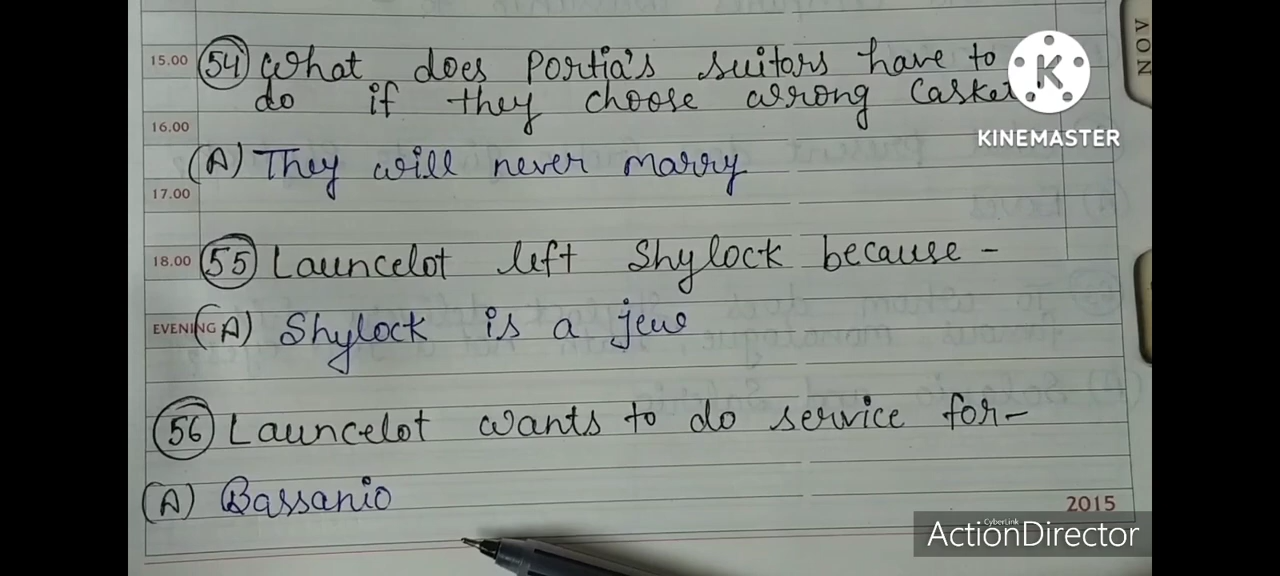 NOV
15.00 54 What does Portia's suitors have to
do if they choose wrong Casket.
K
KINEMASTER
16.00
(A) They will never marry
17.00
18.00 55 Launcelot left Shylock because -
EVENING (A) Shylock is a jew
56 Launcelot wants to do service for-
(A) Bassanio
2015
CyberLink
ActionDirector